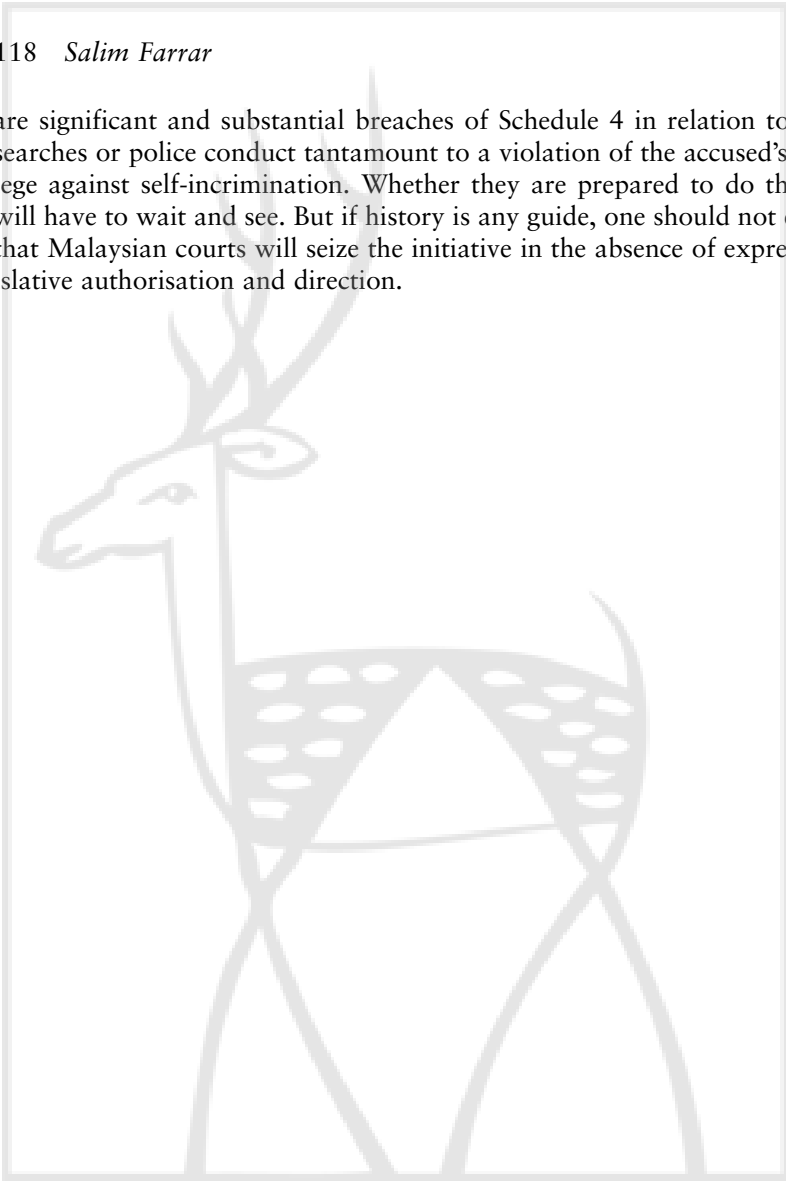 118 Salim Farrar
are significant and substantial breaches of Schedule 4 in relation to
searches or police conduct tantamount to a violation of the accused's
ege against self-incrimination. Whether they are prepared to do th
will have to wait and see. But if history is any guide, one should not
that Malaysian courts will seize the initiative in the absence of expre
slative authorisation and direction.